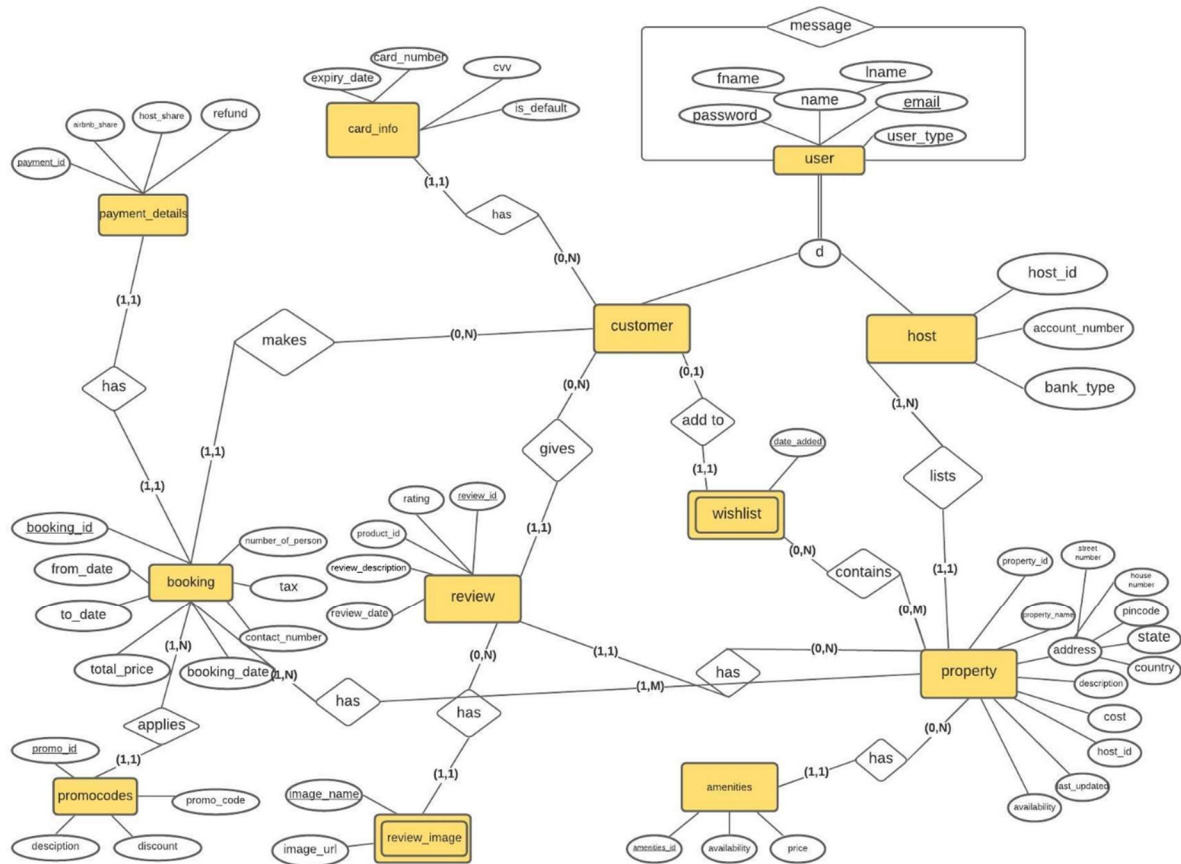 message
card_number
cvv
expiry_date
is_default
card_info
fname
lname
name
email
password
user_type
user
airbnb_share
host_share
refund
payment_id
payment_details
(1,1)
has
(0,N)
d
host_id
account_number
bank_type
host
customer
(1,1)
has
(1,1)
makes
(0,N)
(1,1)
(0,N)
gives
(1,1)
(0,1)
add to
(1,1)
date_added
wishlist
(0,N)
contains
(0,M)
(1,N)
lists
(1,1)
booking_id
number_of_person
from_date
booking
tax
to_date
contact_number
total_price
booking_date
rating
review_id
product_id
review_description
review_date
review
(1,1)
has
(0,N)
(1,N)
has
(1,M)
(0,N)
has
(1,1)
image_name
image_url
review_image
(1,N)
applies
(1,1)
promo_id
promocodes
promo_code
desciption
discount
property_id
street
number
house
number
property_name
pincode
address
state
country
description
property
cost
host_id
last_updated
availability
(0,N)
has
(1,1)
amenities
amenities_id
availability
price